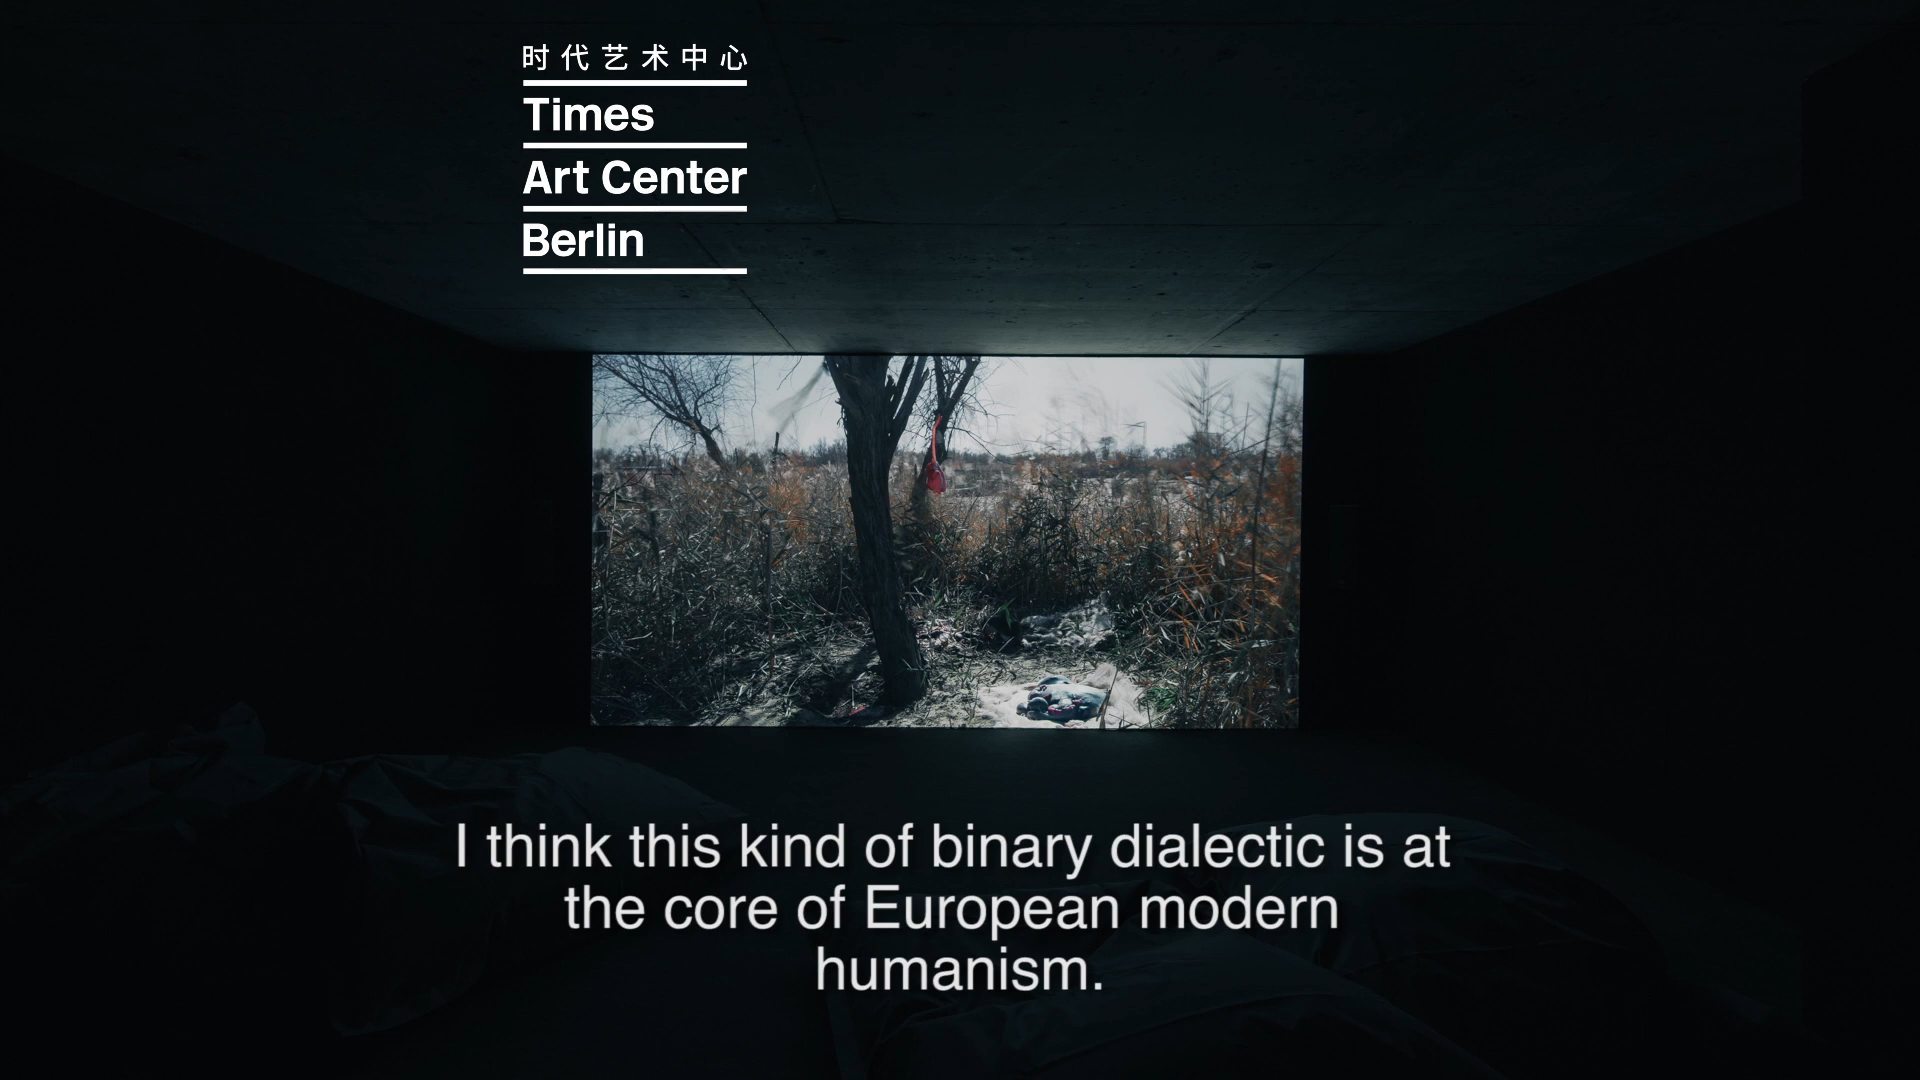 时代艺术中心
Times
Art Center
Berlin
I think this kind of binary dialectic is at
the core of European modern
humanism.